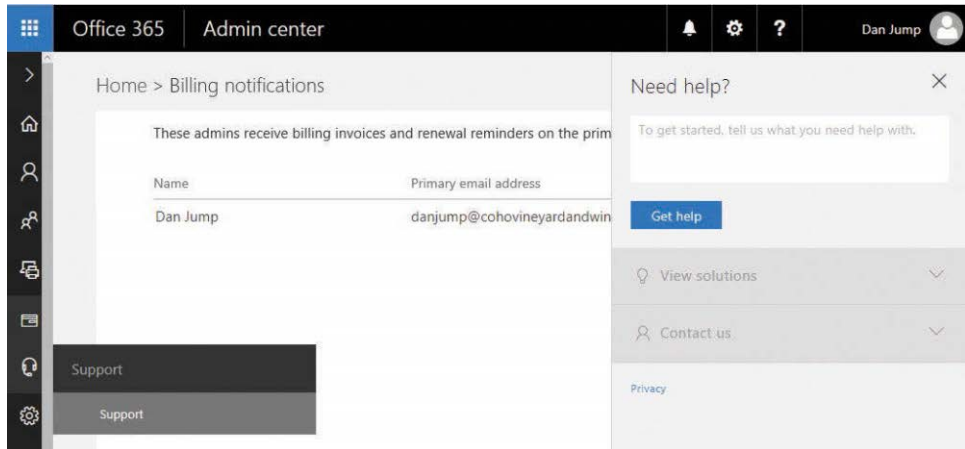 Office 365 Admin center ? Dan Jump
Home > Billing notifications
Need help?
These admins receive billing invoices and renewal reminders on the prim
To get started, tell us what you need help with.
Name Primary email address
Dan Jump danjump@cohovineyardandwin
Get help
View solutions
Contact us
Support
Support
Privacy